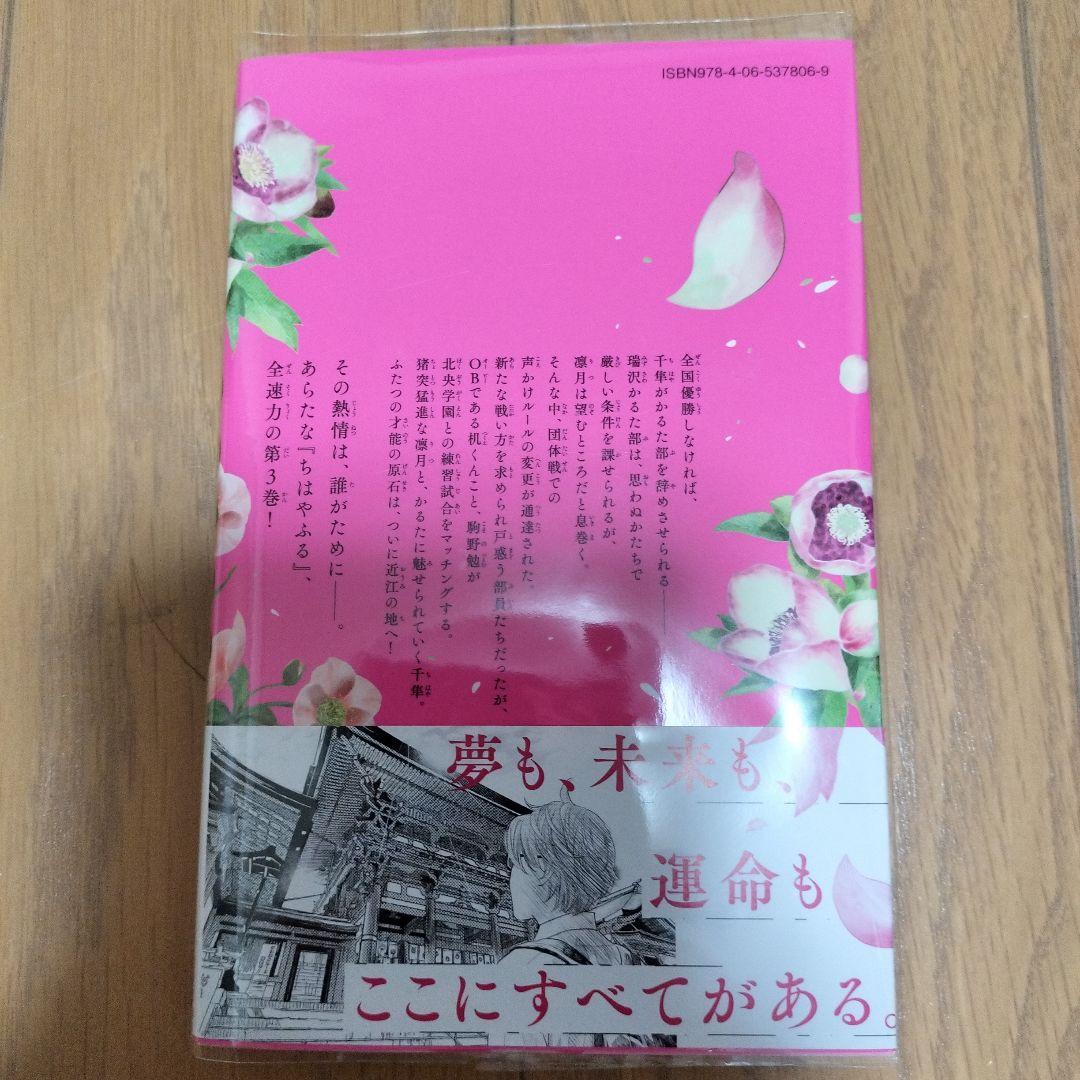 ISBN978-4-06-537806-9
全国優勝しなければ、
千隼がかるた部を辞めさせられる――
瑞沢かるた部は、思わぬかたちで
厳しい条件を課せられるが、
凛月は望むところだと息巻く。
そんな中、団体戦での
声かけルールの変更が通達された。
新たな戦い方を求められ戸惑う部員たちだったが、
OBである机くんこと、駒野勉が
北央学園との練習試合をマッチングする。
猪突猛進な凛月と、かるたに魅せられていく千隼。
ふたつの才能の原石は、ついに近江の地へ!
その熱情は、誰がために――。
あらたな『ちはやふる』、
全速力の第3巻!
夢も、未来も、
運命も
ここにすべてがある。